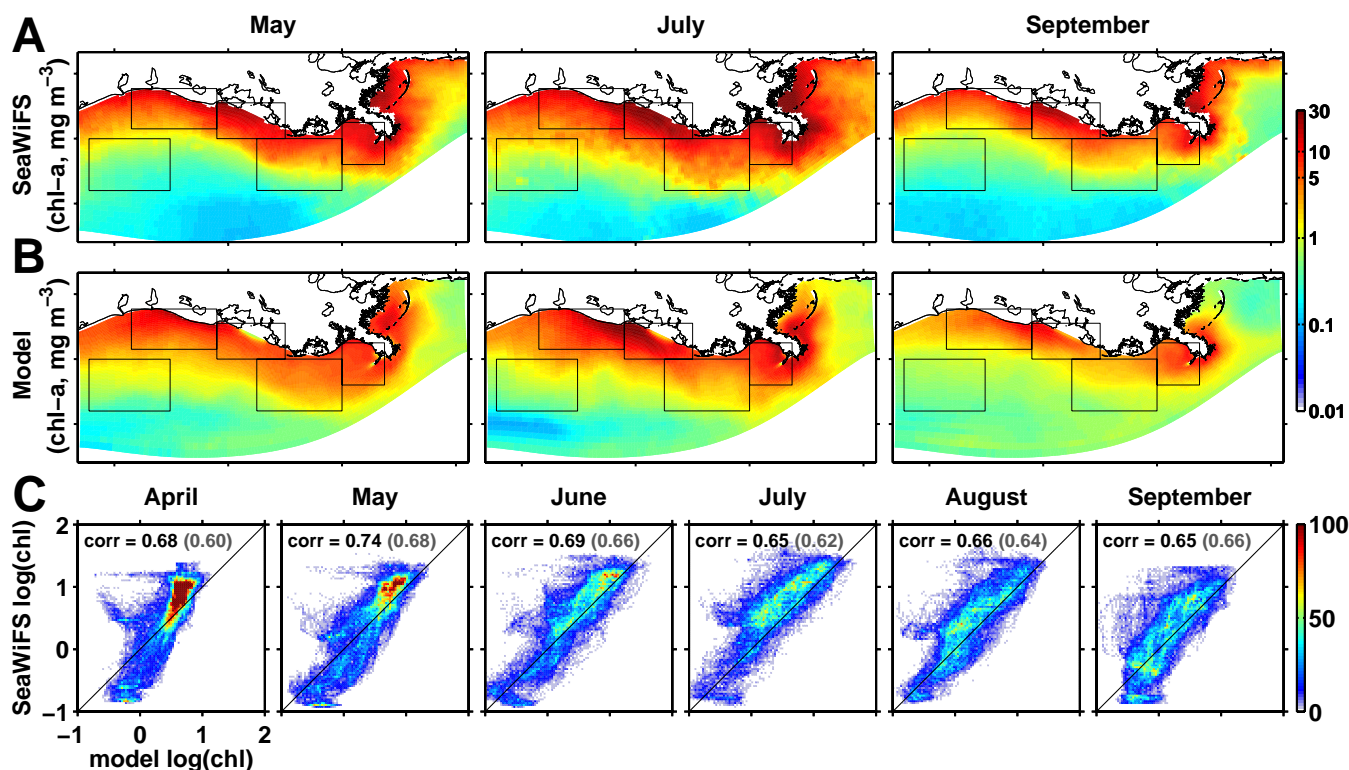 A
May
July
September
SeaWiFS
(chl−a, mg m−3)
30
10
5
1
0.1
0.01
B
Model
(chl−a, mg m−3)
C
April
May
June
July
August
September
SeaWiFS log(chl)
2
1
0
−1
corr = 0.68 (0.60)
corr = 0.74 (0.68)
corr = 0.69 (0.66)
corr = 0.65 (0.62)
corr = 0.66 (0.64)
corr = 0.65 (0.66)
100
50
0
−1 0 1 2
model log(chl)